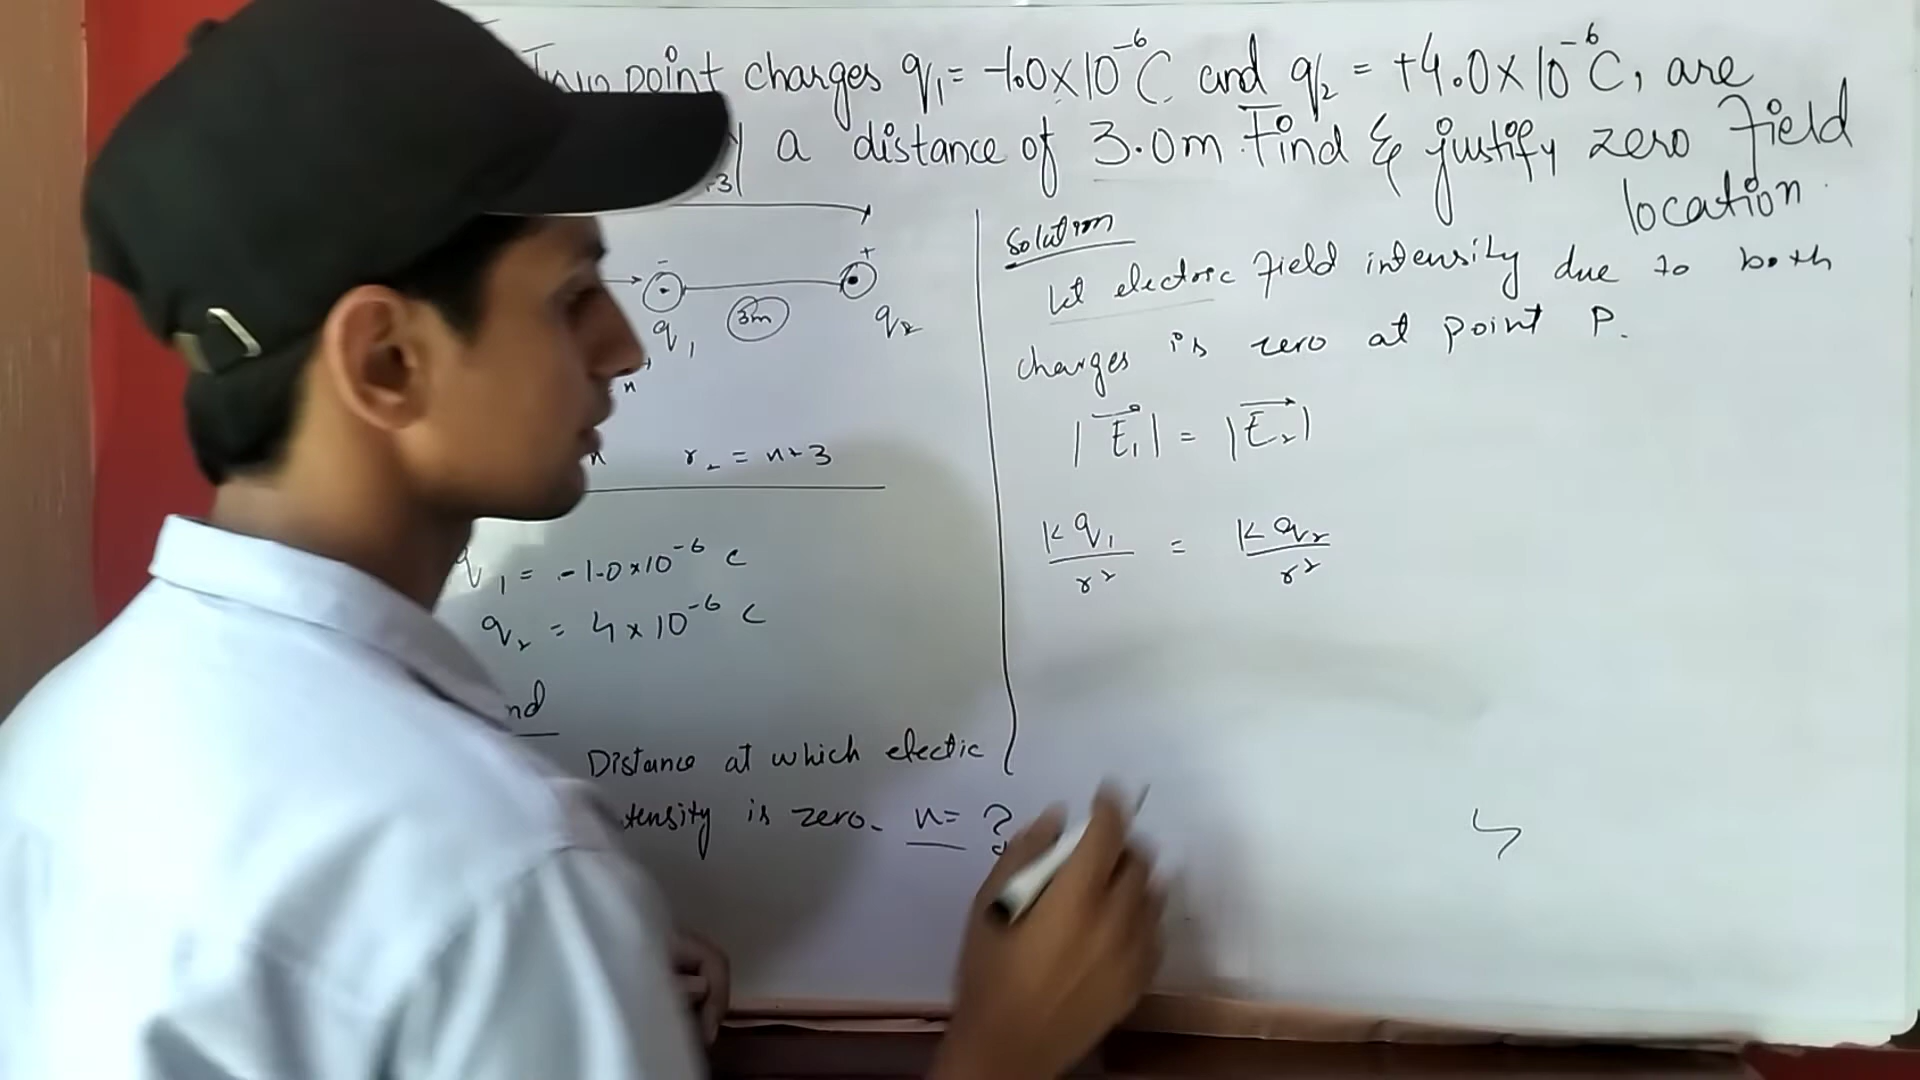 Two point charges q₁ = -1.0×10⁻⁶C and q₂ = +4.0×10⁻⁶C, are
a distance of 3.0m. Find & justify zero field
location.
- +
q₁ 3m q₂
r₂ = x+3
q₁ = -1.0×10⁻⁶ C
q₂ = 4×10⁻⁶ C
Distance at which electic
is zero. x = ?
Solution
let electric field intensity due to both
charges is zero at point P.
|E₁| = |E₂|
kq₁/r² = kq₂/r²